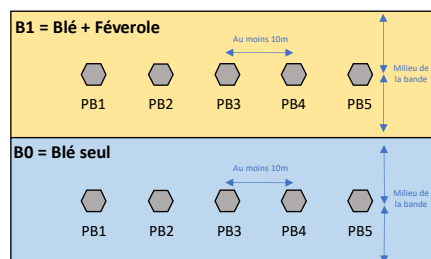 B1 = Blé + Féverole
Au moins 10m
Milieu de
la bande
PB1 PB2 PB3 PB4 PB5
B0 = Blé seul
Au moins 10m
Milieu de
la bande
PB1 PB2 PB3 PB4 PB5